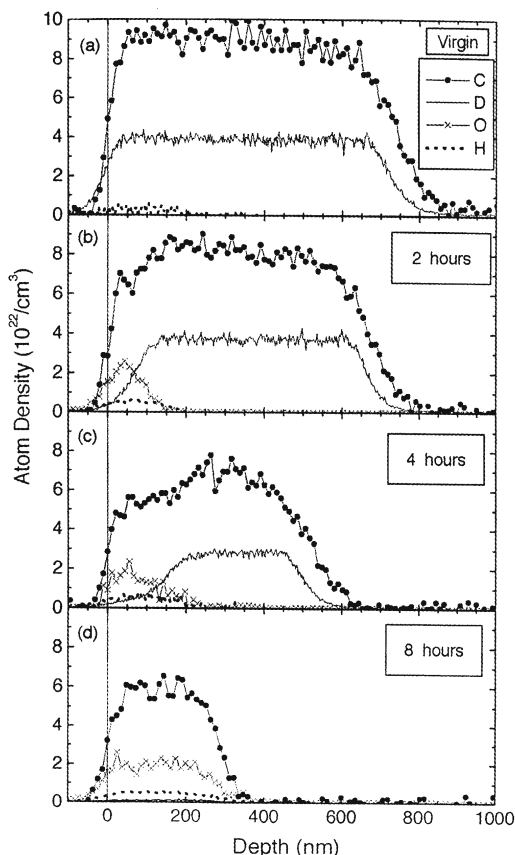 10
(a)
Virgin
C
D
O
H
8
6
4
2
0
(b)
2 hours
8
6
4
2
0
(c)
4 hours
8
6
4
2
0
(d)
8 hours
8
6
4
2
0
Atom Density (10²²/cm³)
0 200 400 600 800 1000
Depth (nm)